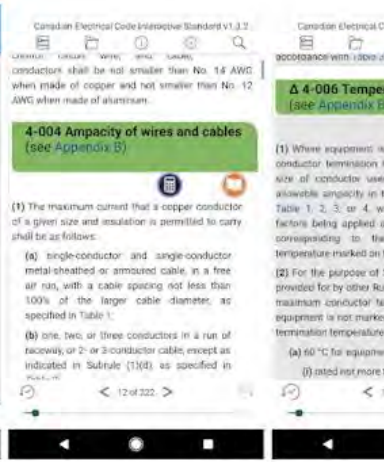 Canadian Electrical Code Interactive Standard v1.3.2
conductors shall be not smaller than No. 14 AWG
when made of copper and not smaller than No. 12
AWG when made of aluminum.
4-004 Ampacity of wires and cables
(see Appendix B)
(1) The maximum current that a copper conductor
of a given size and insulation is permitted to carry
shall be as follows:
(a) single-conductor and single-conductor
metal-sheathed or armoured cable, in a free
air run, with a cable spacing not less than
100% of the larger cable diameter, as
specified in Table 1;
(b) one, two, or three conductors in a run of
raceway, or 2- or 3-conductor cable, except as
indicated in Subrule (1)(d), as specified in
< 12 of 322 >
Canadian Electrical C
accordance with Table
Δ 4-006 Temper
(see Appendix B
(1) Where equipment is
conductor termination
size of conductor use
allowable ampacity in
Table 1, 2, 3, or 4, w
factors being applied
corresponding to the
temperature marked on
(2) For the purpose of
provided for by other Ru
maximum conductor te
equipment is not marke
termination temperature
(a) 60 °C for equipme
(i) rated not more
<